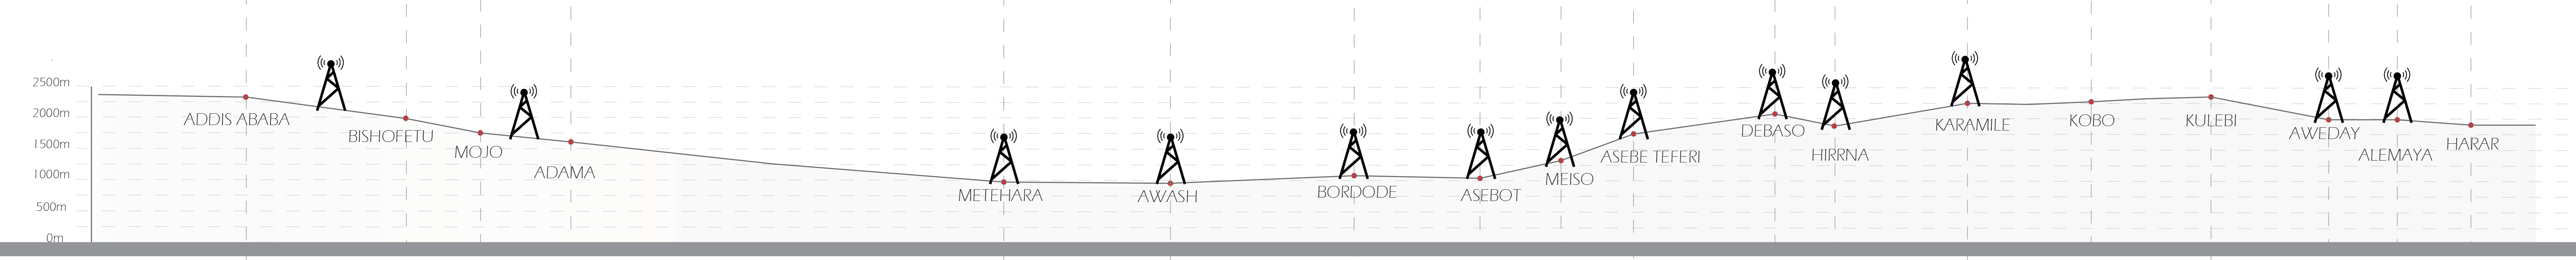 2500m
2000m
1500m
1000m
500m
0m
ADDIS ABABA
BISHOFETU
MOJO
ADAMA
METEHARA
AWASH
BORDODE
ASEBOT
MEISO
ASEBE TEFERI
DEBASO
HIRRNA
KARAMILE
KOBO
KULEBI
AWEDAY
ALEMAYA
HARAR